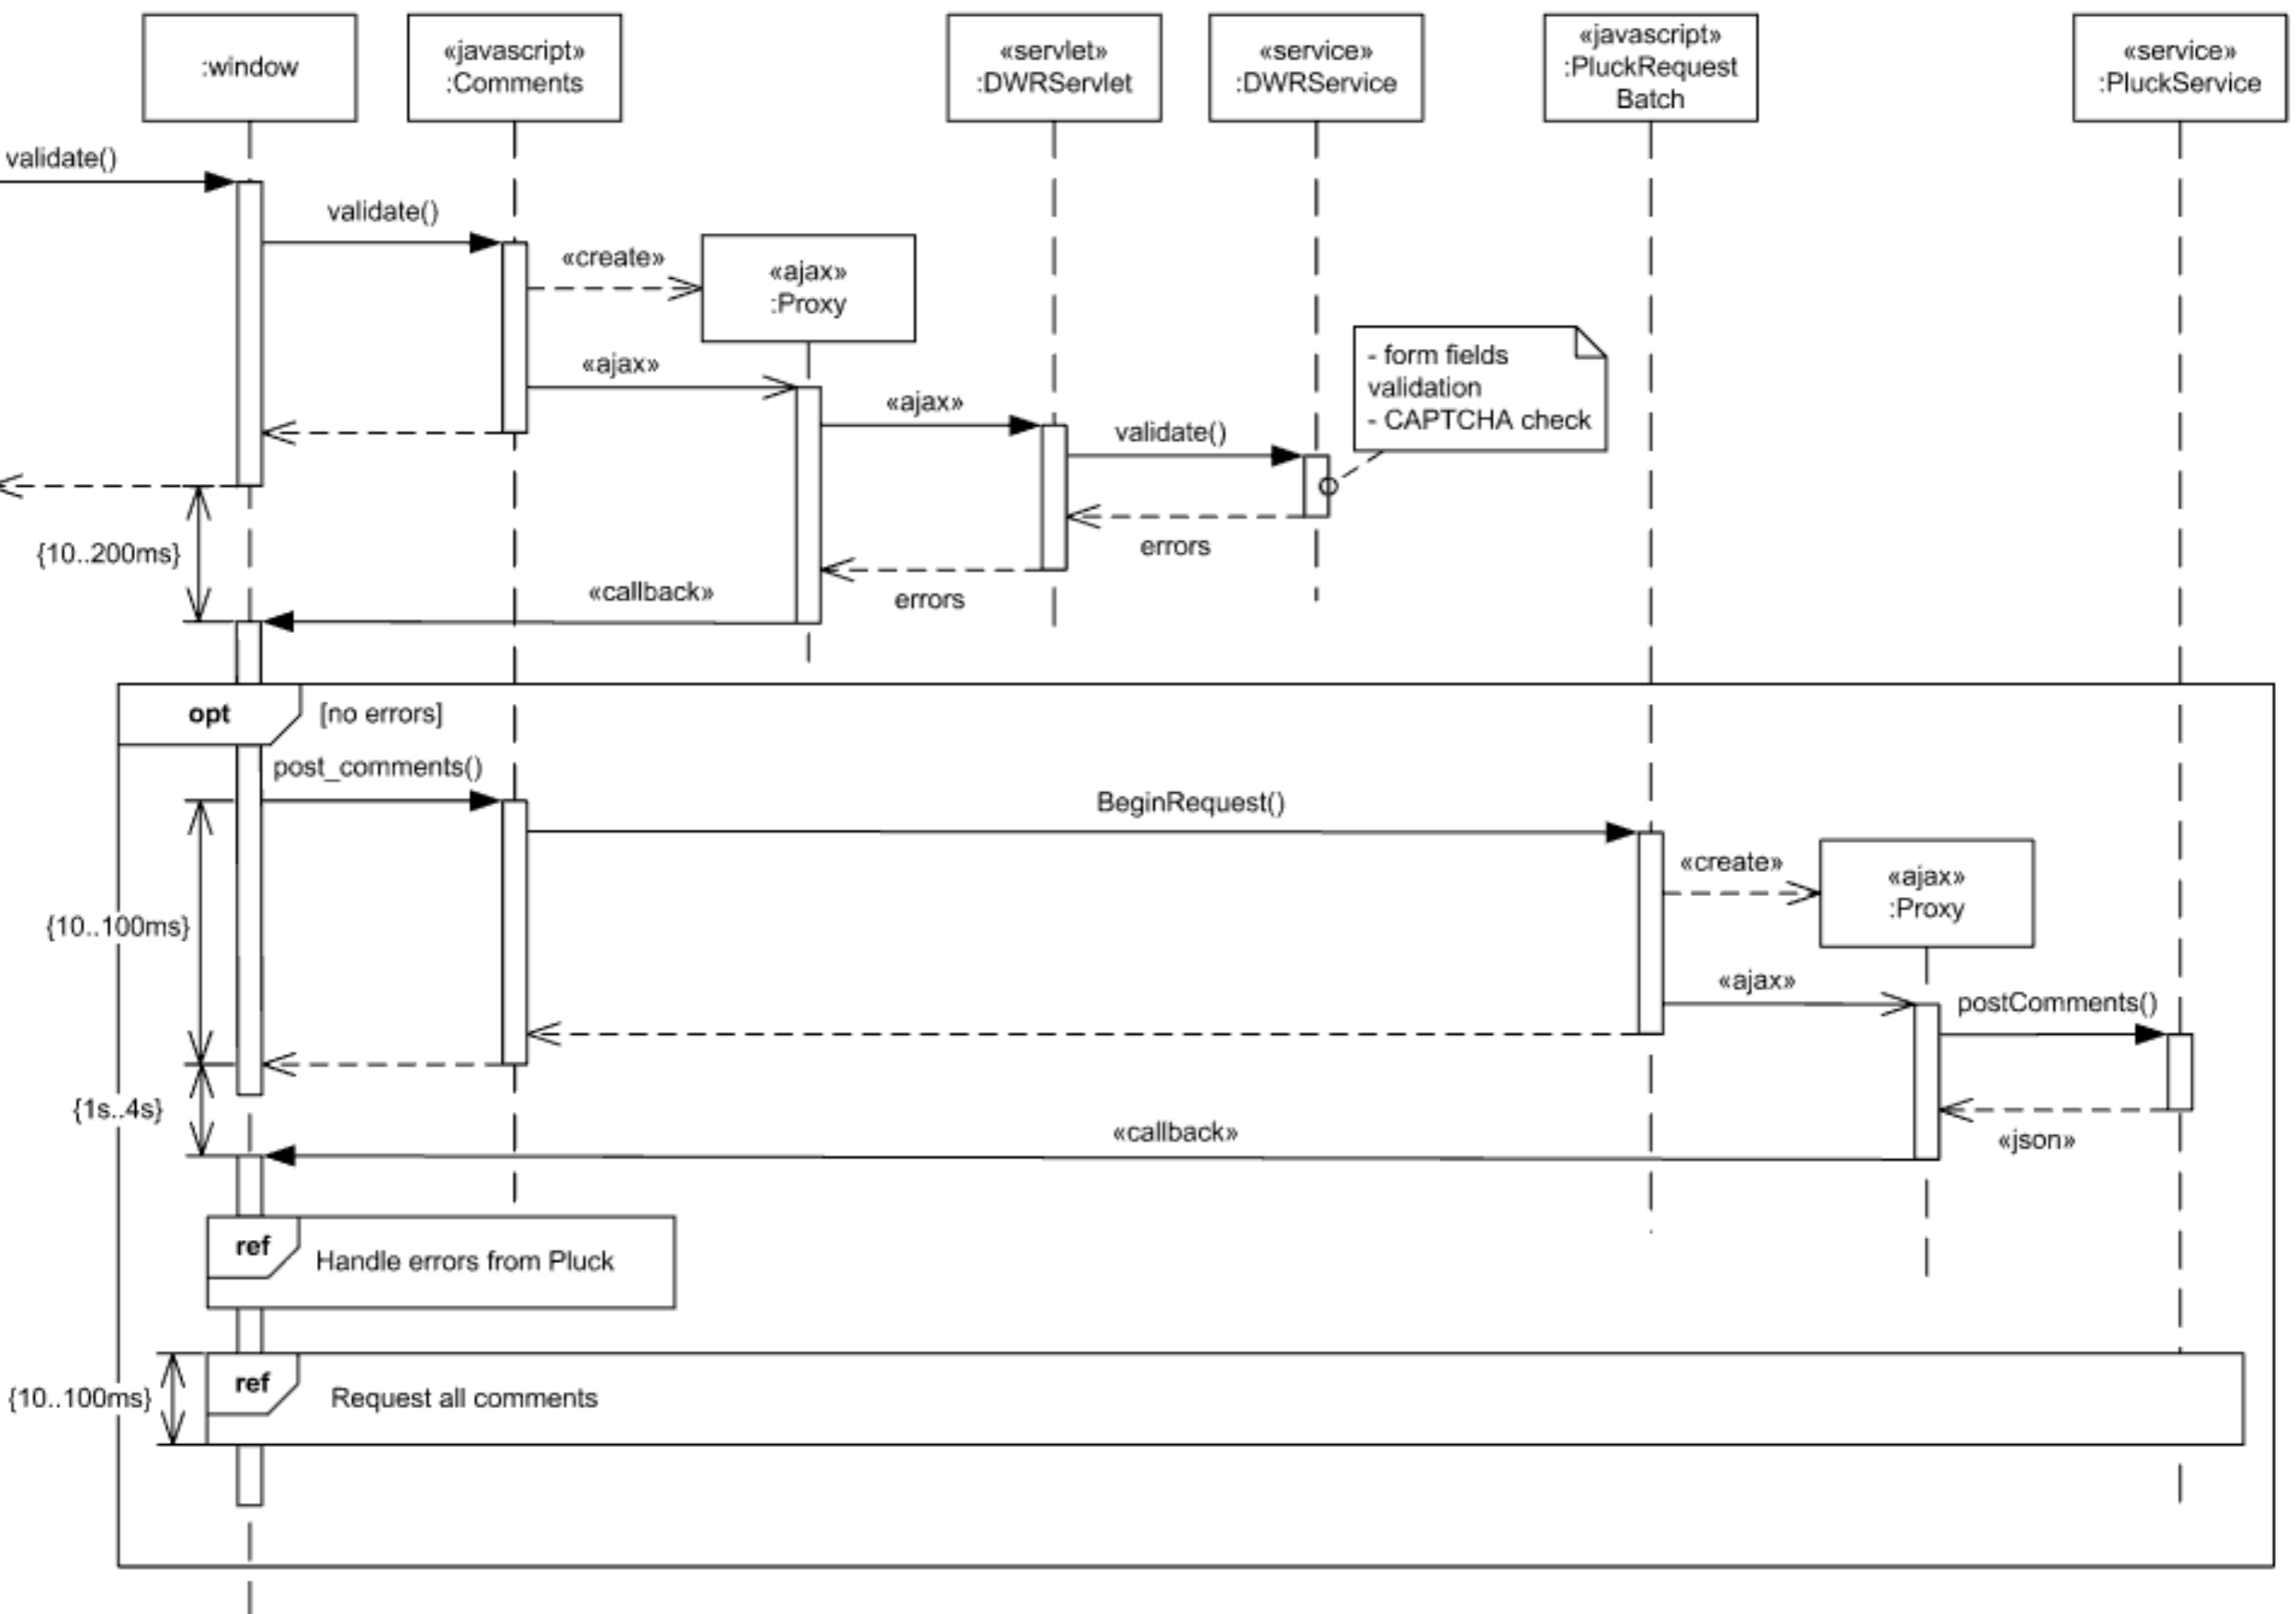 :window
«javascript»
:Comments
«servlet»
:DWRServlet
«service»
:DWRService
«javascript»
:PluckRequest
Batch
«service»
:PluckService
validate()
validate()
«create»
«ajax»
:Proxy
- form fields
validation
- CAPTCHA check
«ajax»
«ajax»
validate()
errors
{10..200ms}
errors
«callback»
opt
[no errors]
post_comments()
BeginRequest()
«create»
«ajax»
:Proxy
{10..100ms}
«ajax»
postComments()
{1s..4s}
«callback»
«json»
ref
Handle errors from Pluck
ref
{10..100ms}
Request all comments